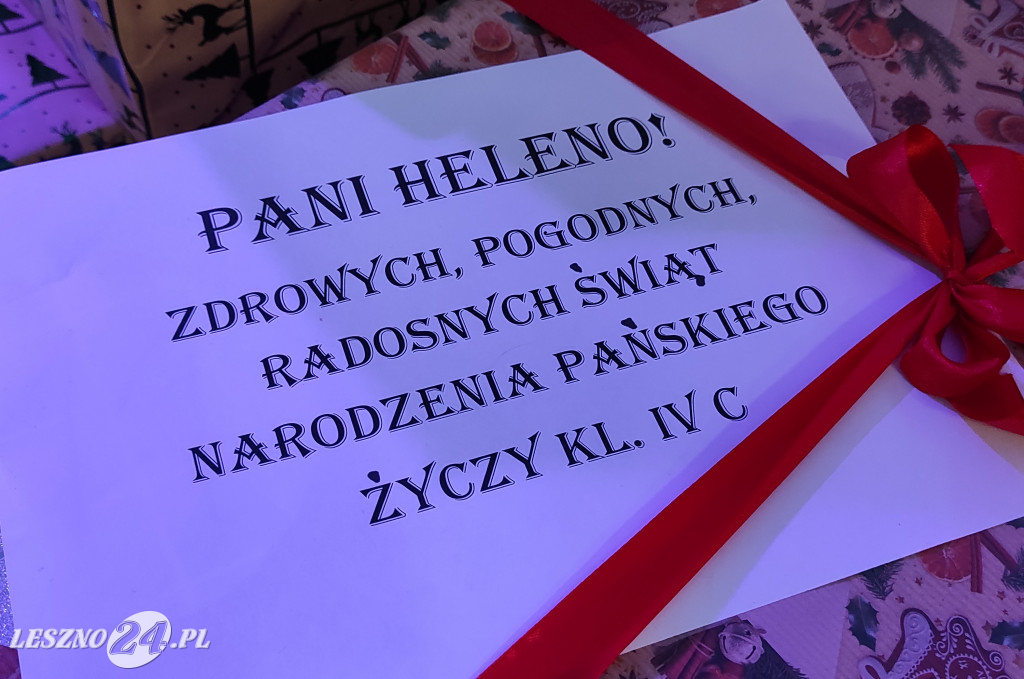 PANI HELENO!
ZDROWYCH, POGODNYCH,
RADOSNYCH ŚWIĄT
NARODZENIA PAŃSKIEGO
ŻYCZY KL. IV C
LESZNO24.PL